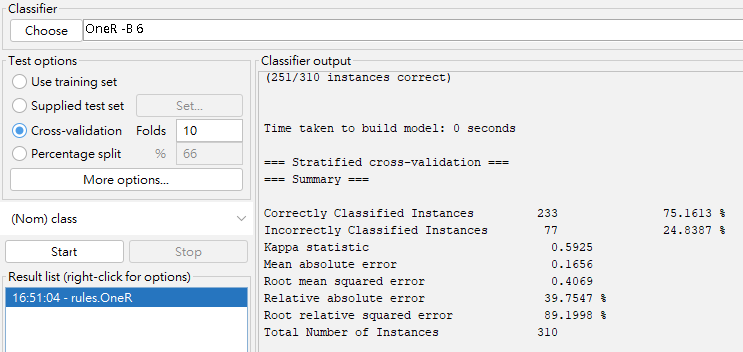 Classifier
Choose OneR -B 6
Test options
Use training set
Supplied test set Set...
Cross-validation Folds 10
Percentage split % 66
More options...
(Nom) class
Start Stop
Result list (right-click for options)
16:51:04 - rules.OneR
Classifier output
(251/310 instances correct)
Time taken to build model: 0 seconds
=== Stratified cross-validation ===
=== Summary ===
Correctly Classified Instances 233 75.1613 %
Incorrectly Classified Instances 77 24.8387 %
Kappa statistic 0.5925
Mean absolute error 0.1656
Root mean squared error 0.4069
Relative absolute error 39.7547 %
Root relative squared error 89.1998 %
Total Number of Instances 310